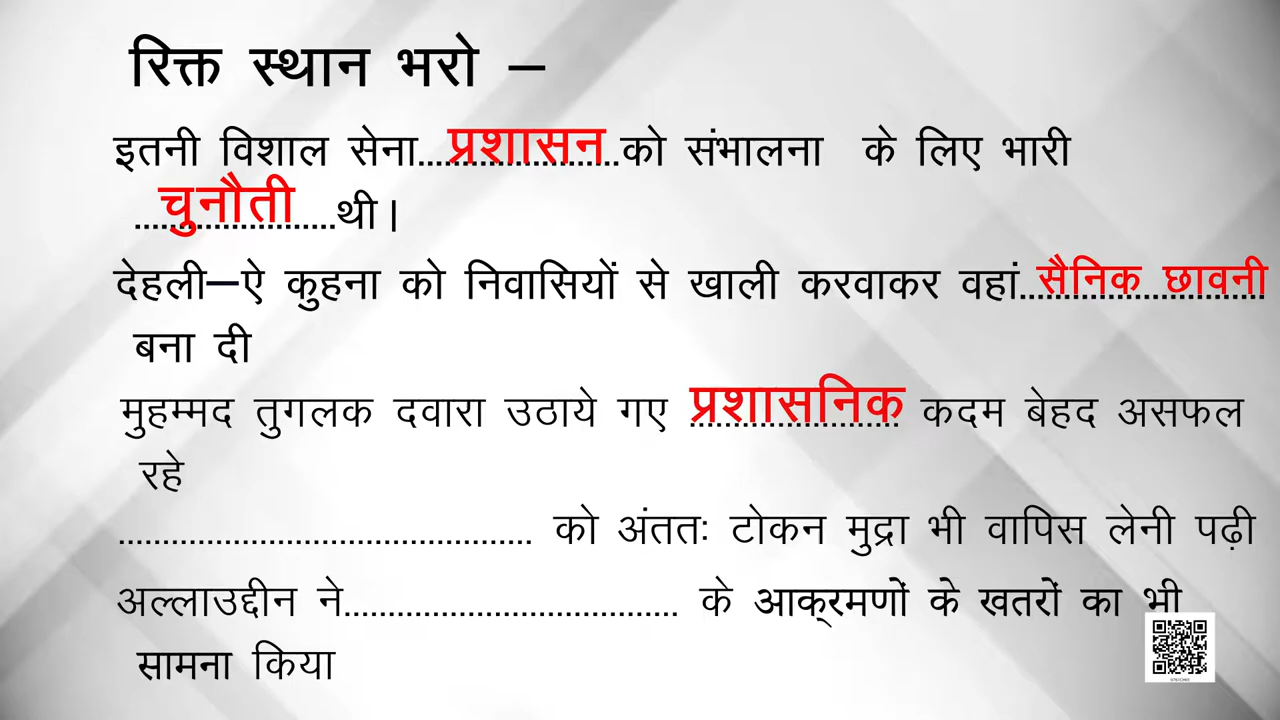 रिक्त स्थान भरो –
इतनी विशाल सेना.....प्रशासन.....को संभालना के लिए भारी
.....चुनौती.....थी।
देहली–ऐ कुहना को निवासियों से खाली करवाकर वहां..सैनिक छावनी
बना दी
मुहम्मद तुगलक दवारा उठाये गए प्रशासनिक कदम बेहद असफल
रहे
.......................................... को अंततः टोकन मुद्रा भी वापिस लेनी पढ़ी
अल्लाउद्दीन ने.................................. के आक्रमणों के खतरों का भी
सामना किया